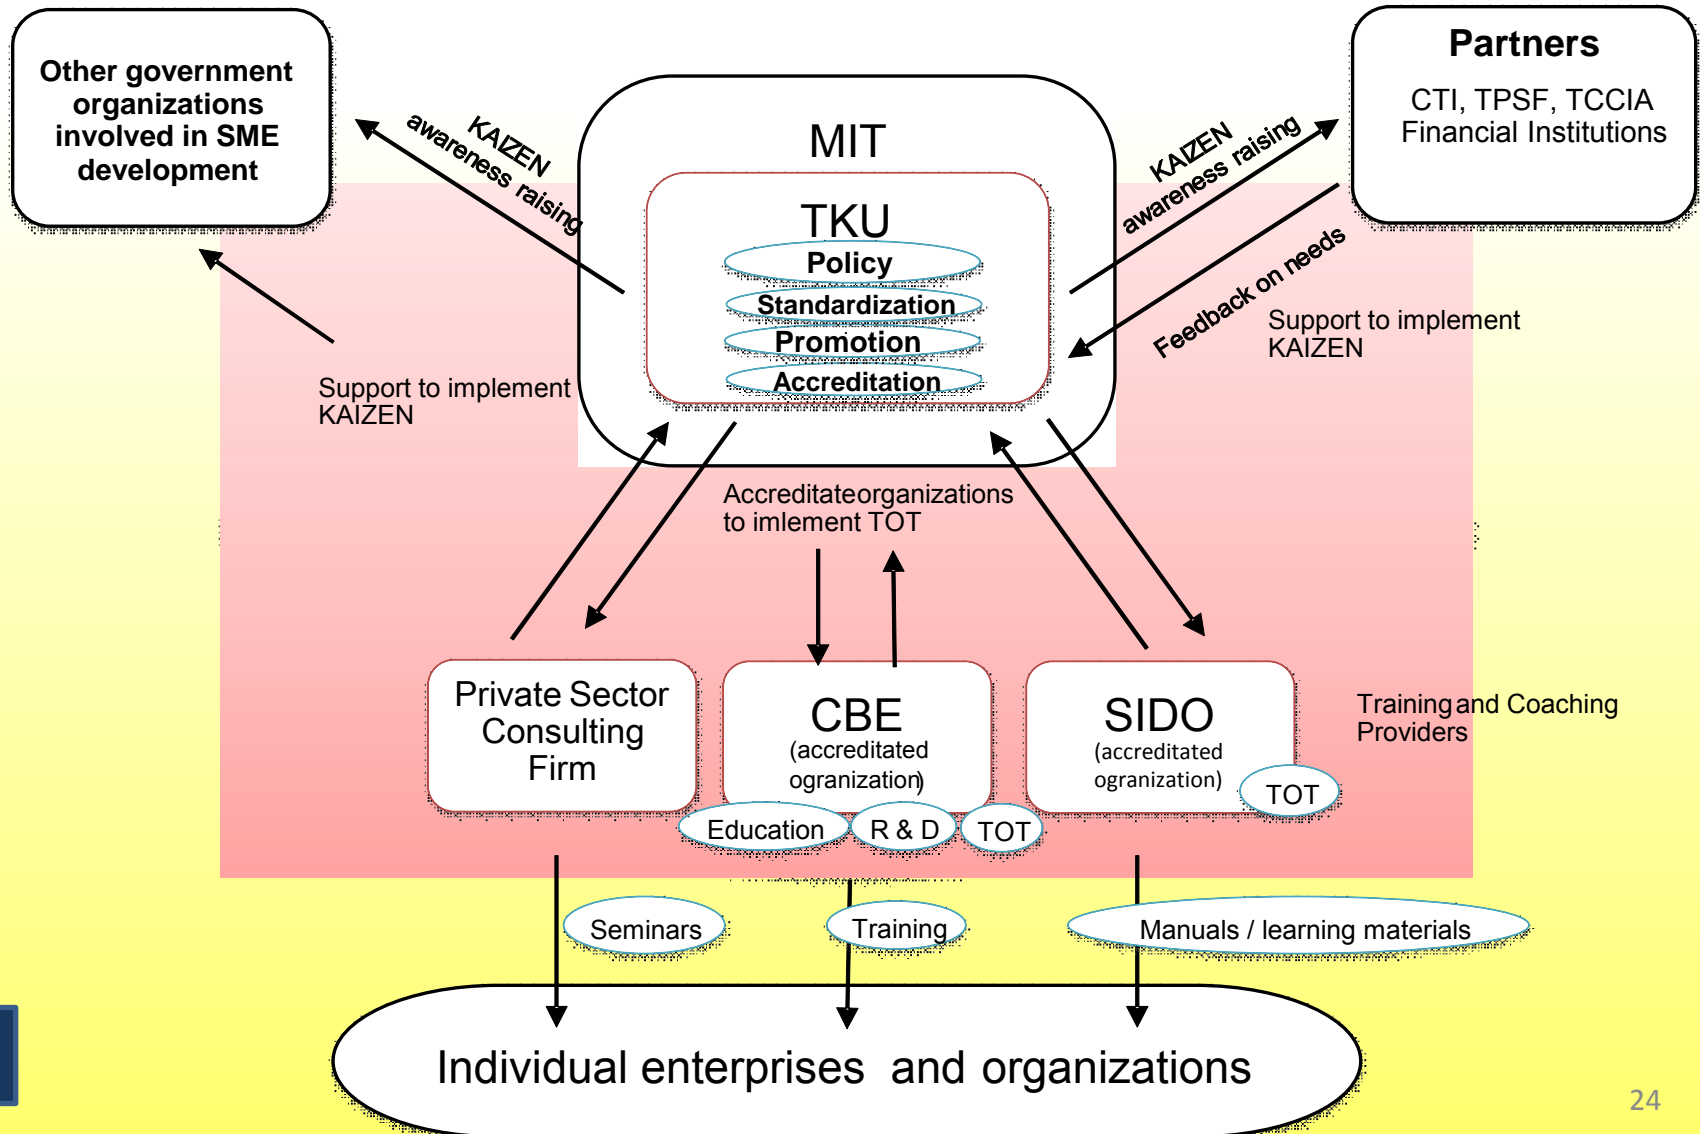 Other government
organizations
involved in SME
development
Partners
CTI, TPSF, TCCIA
Financial Institutions
MIT
TKU
Policy
Standardization
Promotion
Accreditation
KAIZEN
awareness raising
KAIZEN
awareness raising
Feedback on needs
Support to implement
KAIZEN
Support to implement
KAIZEN
Accreditateorganizations
to imlement TOT
Private Sector
Consulting
Firm
CBE
(accreditated
ogranization)
SIDO
(accreditated
ogranization)
TOT
Training and Coaching
Providers
Education
R & D
TOT
Seminars
Training
Manuals / learning materials
Individual enterprises and organizations
24